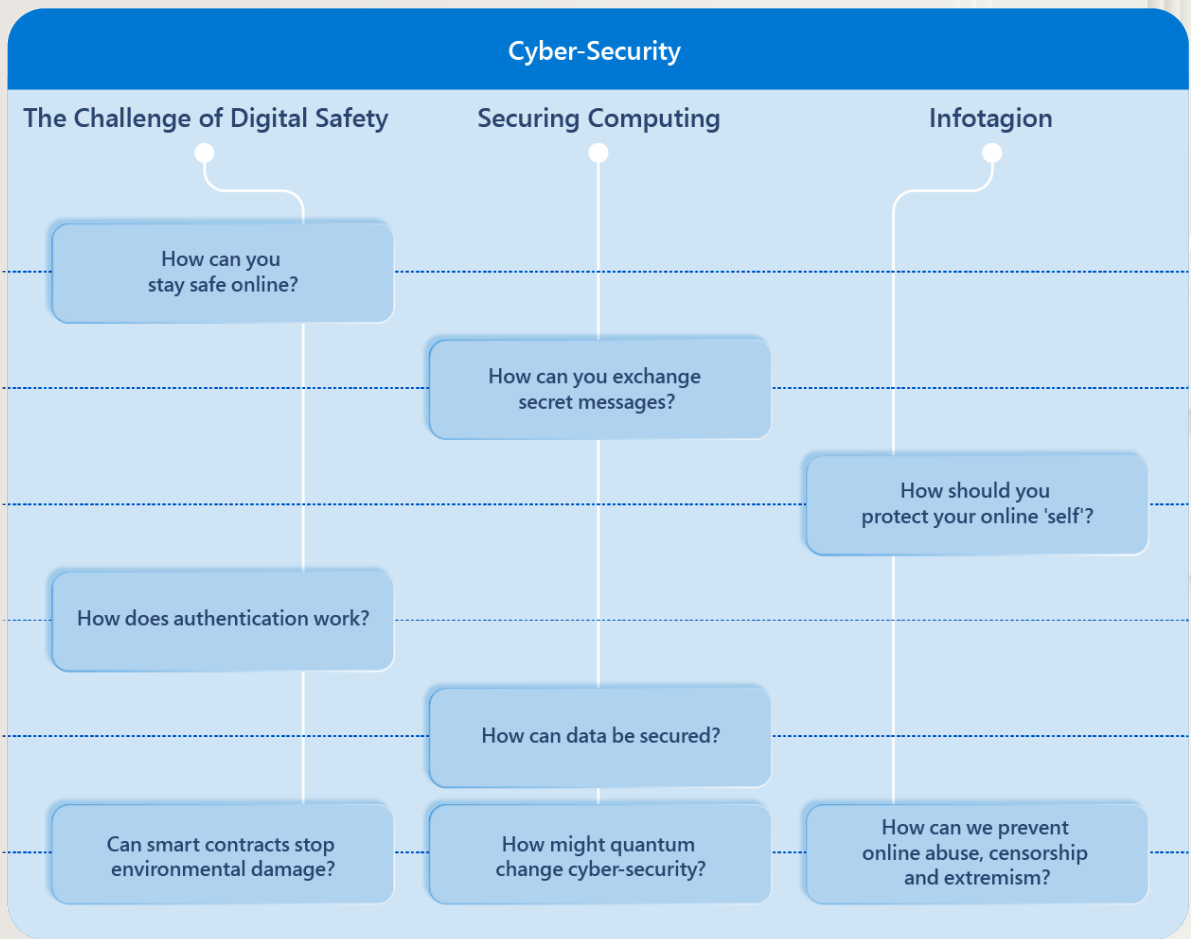 Cyber-Security
The Challenge of Digital Safety
Securing Computing
Infotagion
How can you
stay safe online?
How can you exchange
secret messages?
How should you
protect your online 'self'?
How does authentication work?
How can data be secured?
Can smart contracts stop
environmental damage?
How might quantum
change cyber-security?
How can we prevent
online abuse, censorship
and extremism?